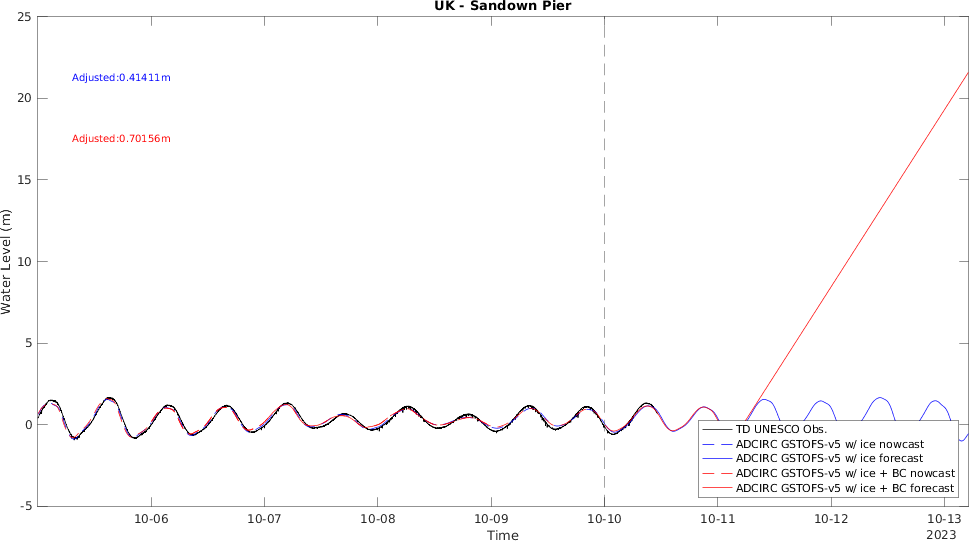 UK - Sandown Pier
25
20
15
10
5
0
-5
Water Level (m)
Adjusted:0.41411m
Adjusted:0.70156m
TD UNESCO Obs.
ADCIRC GSTOFS-v5 w/ ice nowcast
ADCIRC GSTOFS-v5 w/ ice forecast
ADCIRC GSTOFS-v5 w/ ice + BC nowcast
ADCIRC GSTOFS-v5 w/ ice + BC forecast
10-06 10-07 10-08 10-09 10-10 10-11 10-12 10-13
2023
Time